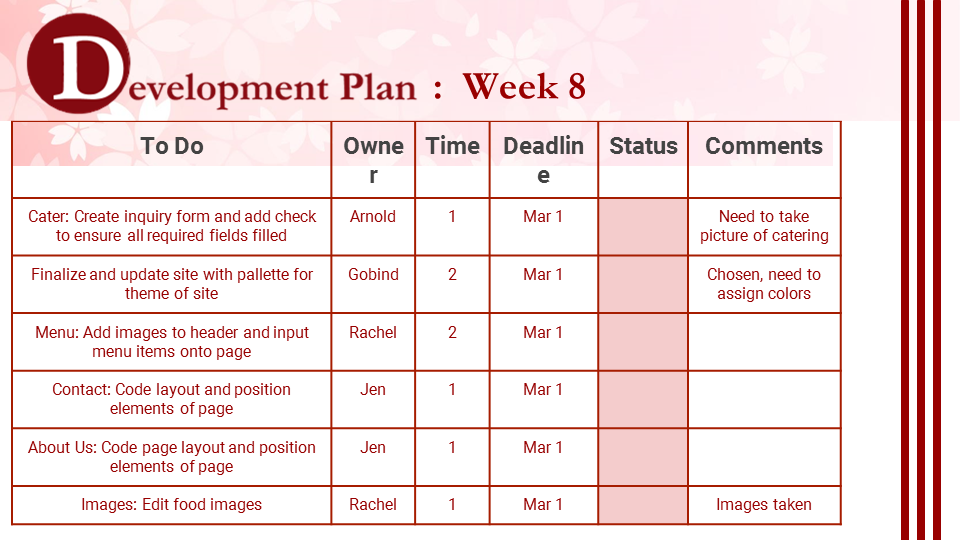 Development Plan : Week 8
To Do Owne Time Deadlin Status Comments
r e
Cater: Create inquiry form and add check Arnold 1 Mar 1 Need to take
to ensure all required fields filled picture of catering
Finalize and update site with pallette for Gobind 2 Mar 1 Chosen, need to
theme of site assign colors
Menu: Add images to header and input Rachel 2 Mar 1
menu items onto page
Contact: Code layout and position Jen 1 Mar 1
elements of page
About Us: Code page layout and position Jen 1 Mar 1
elements of page
Images: Edit food images Rachel 1 Mar 1 Images taken